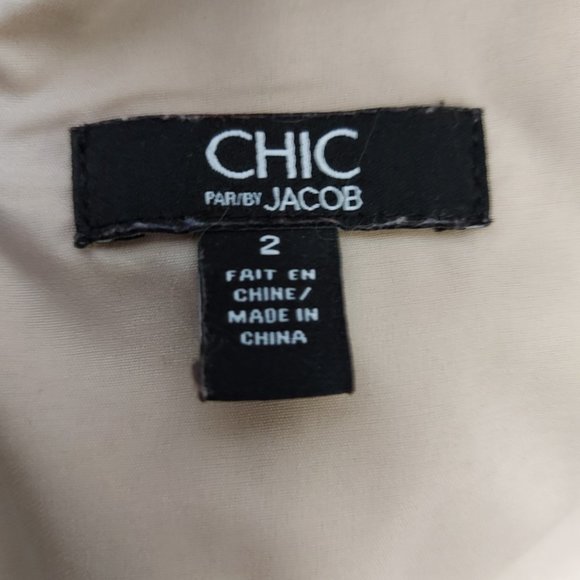 CHIC
PAR/BY JACOB
2
FAIT EN
CHINE/
MADE IN
CHINA